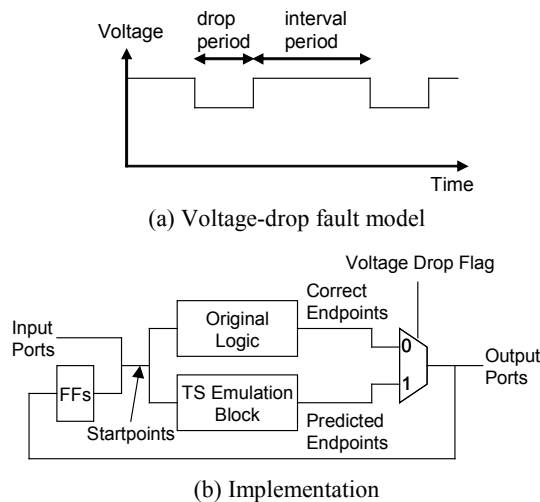 drop
period
interval
period
Voltage
Time
(a) Voltage-drop fault model
Voltage Drop Flag
Correct
Endpoints
Input
Ports
Original
Logic
0
Output
Ports
FFs
TS Emulation
Block
1
Startpoints
Predicted
Endpoints
(b) Implementation